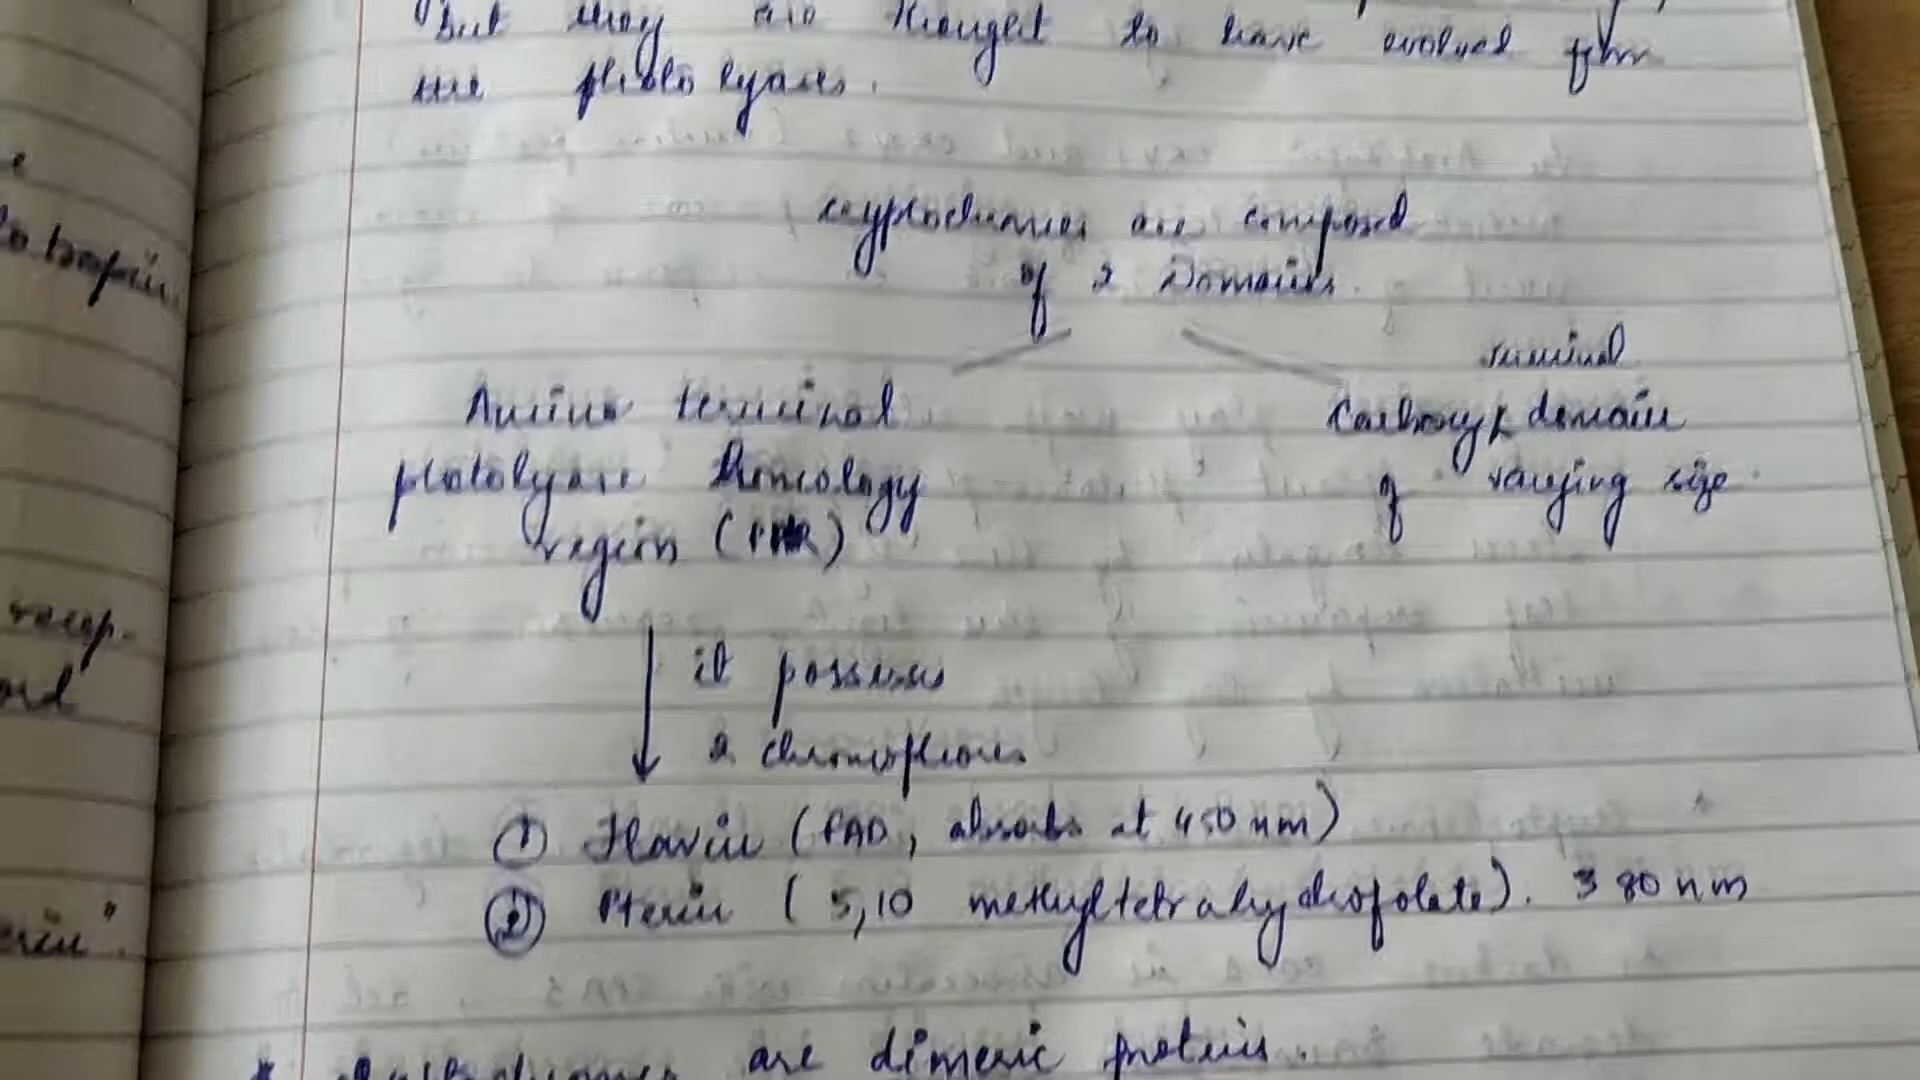 but they are thought to have evolved from
the photolyases.
cryptochromes are composed
of 2 Domains.
Amino terminal
photolyase Homology
region (PHR)
terminal
Carboxy domain
of varying size.
it possesses
2 chromophores
① Flavin (FAD, absorbs at 450 nm)
② Pterin (5,10 methyltetrahydrofolate). 380 nm
* are dimeric proteins.
recep-